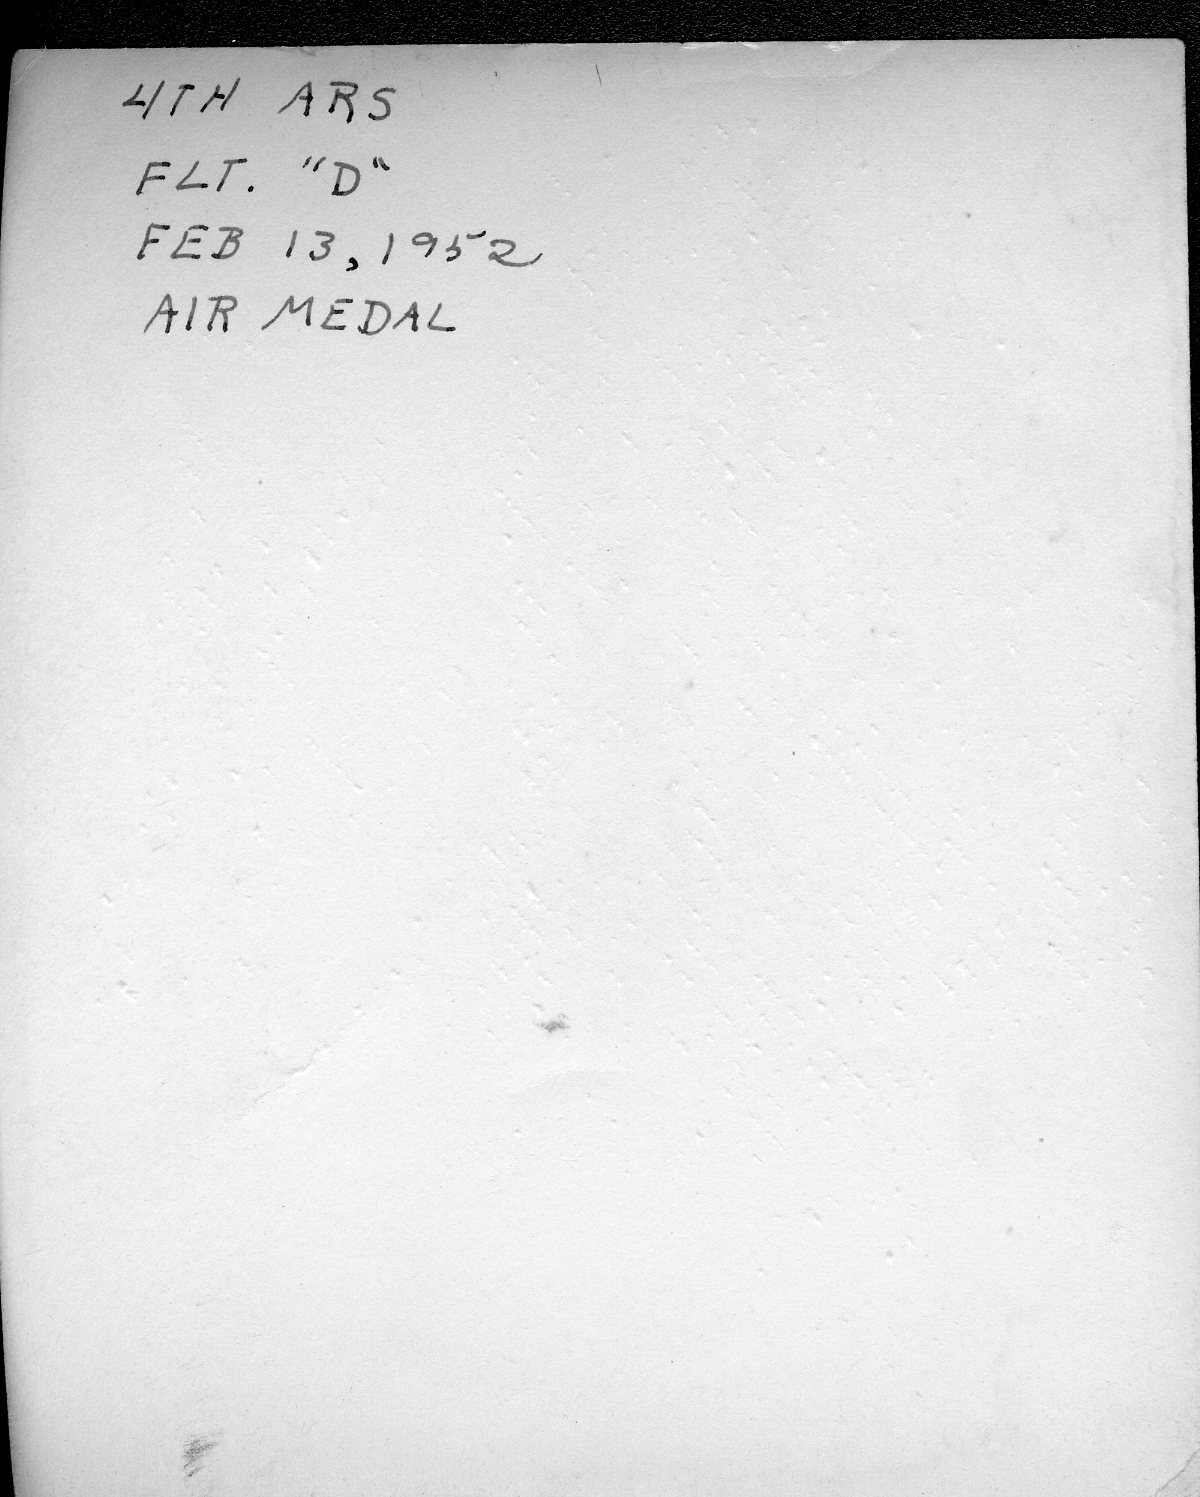 4TH ARS
FLT. "D"
FEB 13, 1952
AIR MEDAL